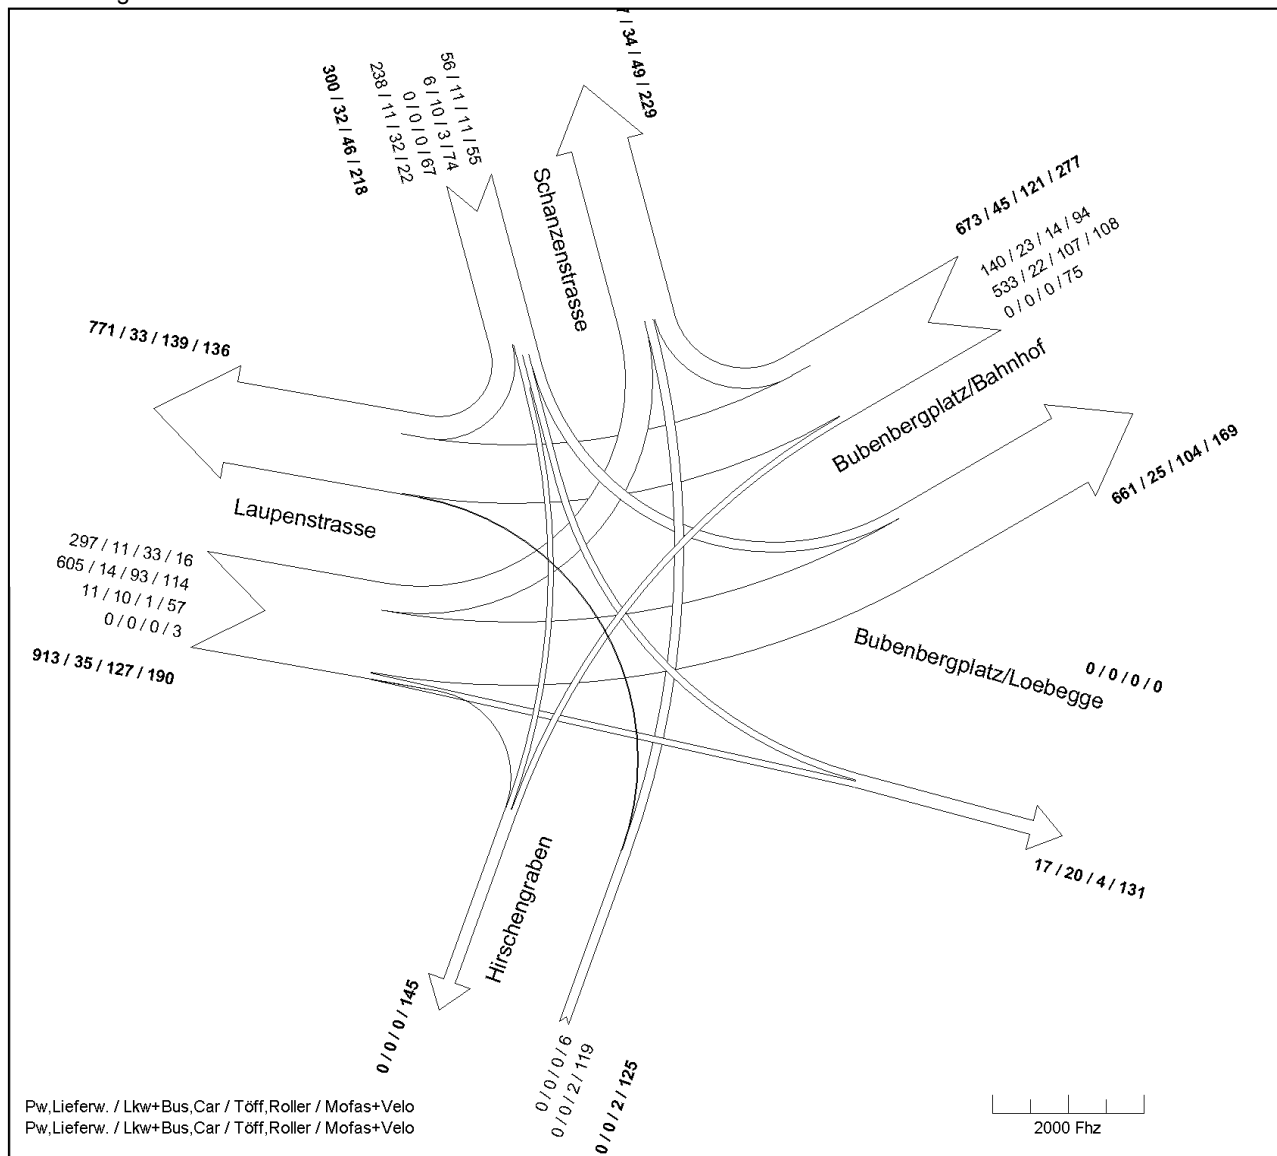 7 / 34 / 49 / 229
56 / 11 / 11 / 55
6 / 10 / 3 / 74
0 / 0 / 0 / 67
238 / 11 / 32 / 22
300 / 32 / 46 / 218
Schanzenstrasse
673 / 45 / 121 / 277
140 / 23 / 14 / 94
533 / 22 / 107 / 108
0 / 0 / 0 / 75
Bubenbergplatz/Bahnhof
661 / 25 / 104 / 169
771 / 33 / 139 / 136
Laupenstrasse
297 / 11 / 33 / 16
605 / 14 / 93 / 114
11 / 10 / 1 / 57
0 / 0 / 0 / 3
913 / 35 / 127 / 190
Bubenbergplatz/Loebegge
0 / 0 / 0 / 0
17 / 20 / 4 / 131
Hirschengraben
0 / 0 / 0 / 145
0 / 0 / 0 / 6
0 / 0 / 2 / 119
0 / 0 / 2 / 125
Pw,Lieferw. / Lkw+Bus,Car / Töff,Roller / Mofas+Velo
Pw,Lieferw. / Lkw+Bus,Car / Töff,Roller / Mofas+Velo
2000 Fhz